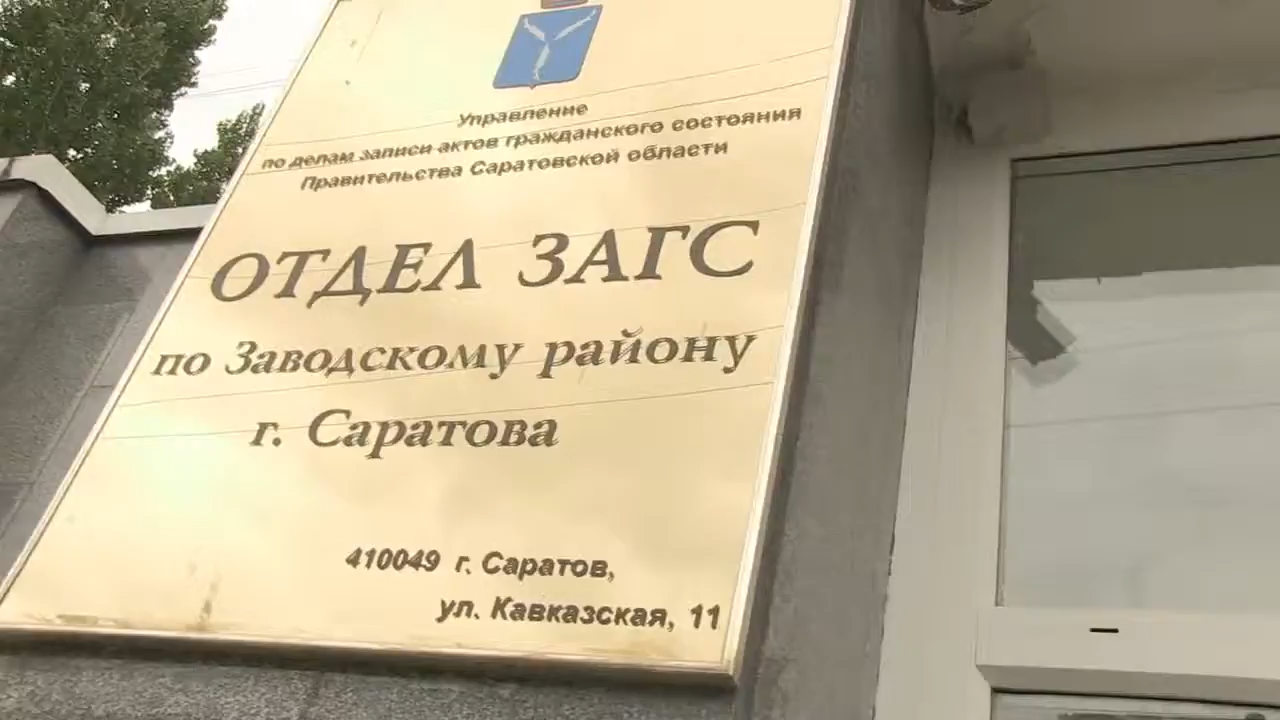 Управление
по делам записи актов гражданского состояния
Правительства Саратовской области
ОТДЕЛ ЗАГС
по Заводскому району
г. Саратова
410049 г. Саратов,
ул. Кавказская, 11